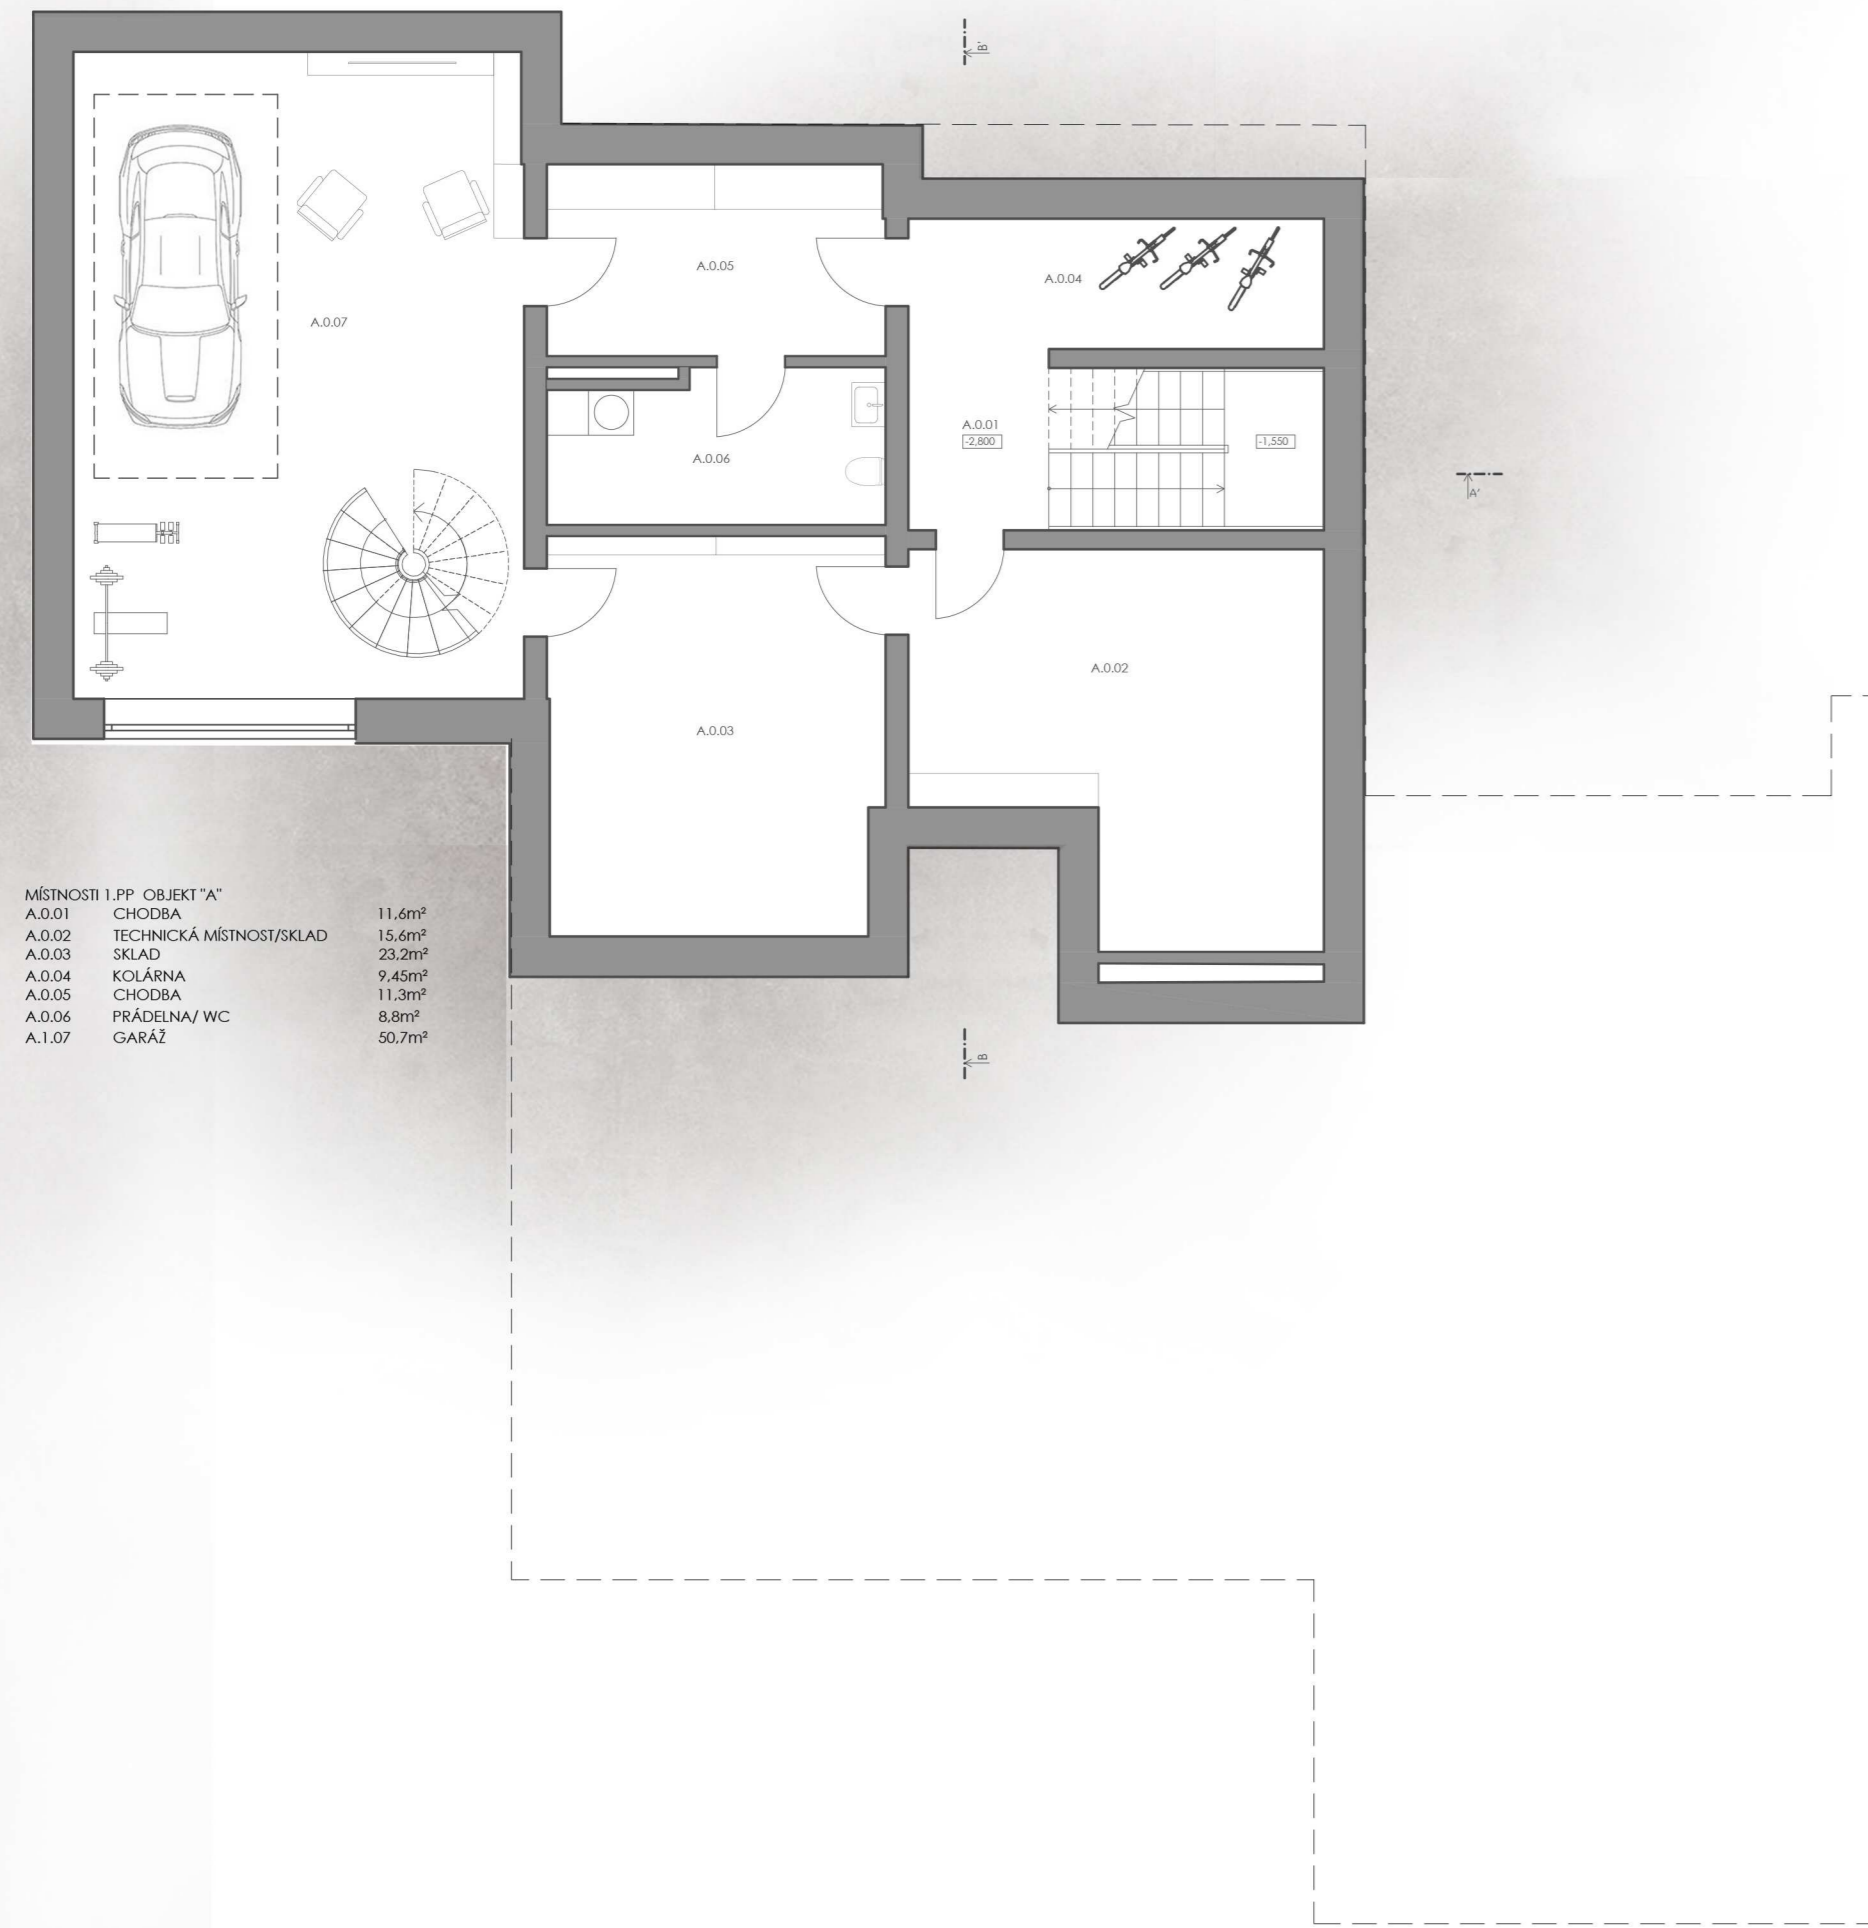 B'
A.0.05
A.0.04
A.0.07
A.0.01
-2,800
-1,550
A.0.06
A'
A.0.02
A.0.03
MÍSTNOSTI 1.PP OBJEKT "A"
A.0.01 CHODBA 11,6m²
A.0.02 TECHNICKÁ MÍSTNOST/SKLAD 15,6m²
A.0.03 SKLAD 23,2m²
A.0.04 KOLÁRNA 9,45m²
A.0.05 CHODBA 11,3m²
A.0.06 PRÁDELNA/ WC 8,8m²
A.1.07 GARÁŽ 50,7m²
B